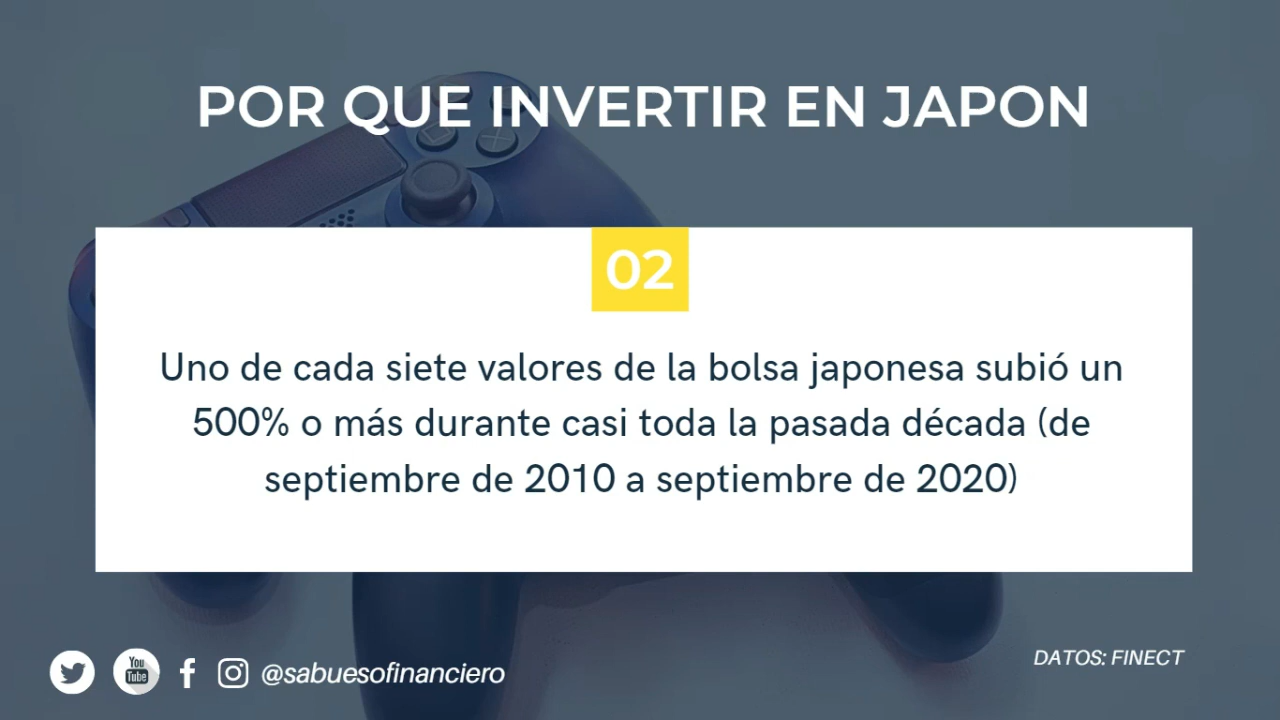 POR QUE INVERTIR EN JAPON
02
Uno de cada siete valores de la bolsa japonesa subió un
500% o más durante casi toda la pasada década (de
septiembre de 2010 a septiembre de 2020)
You
Tube
@sabuesofinanciero
DATOS: FINECT